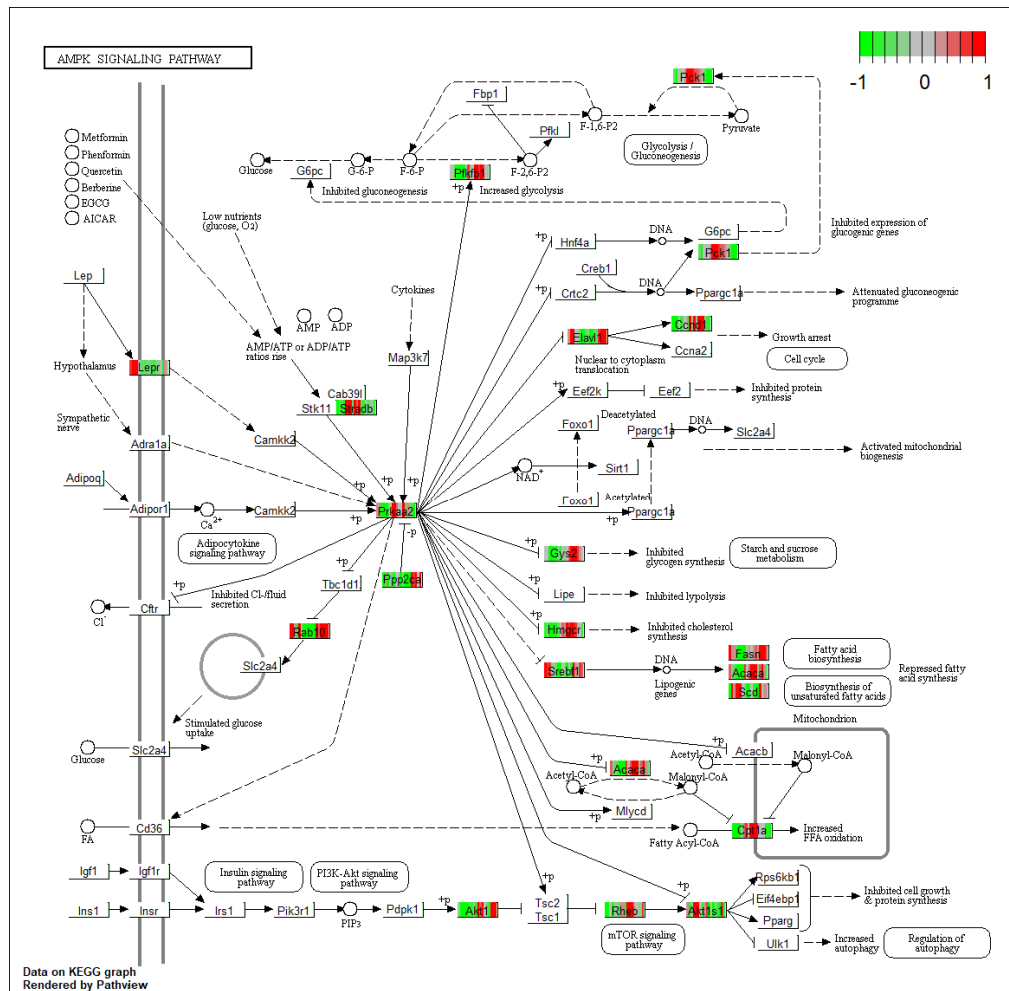 AMPK SIGNALING PATHWAY
-1
0
1
Metformin
Phenformin
Quercetin
Berberine
EGCG
AICAR
Fbp1
Pck1
F-1,6-P2
Pyruvate
Pfkl
Glycolysis /
Gluconeogenesis
Glucose
G6pc
G-6-P
F-6-P
Pfkfb1
F-2,6-P2
+p
Inhibited gluconeogenesis
Increased glycolysis
Low nutrients
(glucose, O2)
+p
Hnf4a
DNA
G6pc
Pck1
Inhibited expression of
glucogenic genes
Lep
Creb1
+p
Crtc2
DNA
Ppargc1a
Attenuated gluconeogenic
programme
Cytokines
AMP
ADP
AMP/ATP or ADP/ATP
ratios rise
Map3k7
Elavl1
Ccnd1
Ccna2
Growth arrest
Cell cycle
Nuclear to cytoplasm
translocation
Hypothalamus
Lepr
Cab39l
Stk11
Stradb
+p
Eef2k
Eef2
Inhibited protein
synthesis
Sympathetic
nerve
Adra1a
Camkk2
Foxo1
Deacetylated
Ppargc1a
DNA
Slc2a4
Activated mitochondrial
biogenesis
Adipoq
+p
+p
+p
NAD+
Sirt1
Foxo1
Acetylated
Adipor1
Ca2+
Camkk2
+p
Prkaa2
+p
Ppargc1a
-p
Adipocytokine
signaling pathway
+p
Gys2
Inhibited
glycogen synthesis
Starch and sucrose
metabolism
+p
+p
Tbc1d1
Ppp2ca
+p
Lipe
Inhibited lypolysis
+p
Cftr
Cl-
Inhibited Cl-/fluid
secretion
Rab10
+p
Hmgcr
Inhibited cholesterol
synthesis
Slc2a4
Srebf1
DNA
Lipogenic
genes
Fasn
Acaca
Scd
Fatty acid
biosynthesis
Biosynthesis of
unsaturated fatty acids
Repressed fatty
acid synthesis
Stimulated glucose
uptake
Mitochondrion
Glucose
Slc2a4
+p
Acacb
+p
Acaca
Acetyl-CoA
Malonyl-CoA
Acetyl-CoA
Malonyl-CoA
Mlycd
+p
FA
Cd36
Fatty Acyl-CoA
Cpt1a
Increased
FFA oxidation
Igf1
Igf1r
Insulin signaling
pathway
PI3K-Akt signaling
pathway
+p
+p
+p
Ins1
Insr
Irs1
Pik3r1
PIP3
Pdpk1
Akt1
Tsc2
Tsc1
Rheb
Akt1s1
mTOR signaling
pathway
Rps6kb1
Eif4ebp1
Pparg
Ulk1
Inhibited cell growth
& protein synthesis
Increased
autophagy
Regulation of
autophagy
Data on KEGG graph
Rendered by Pathview